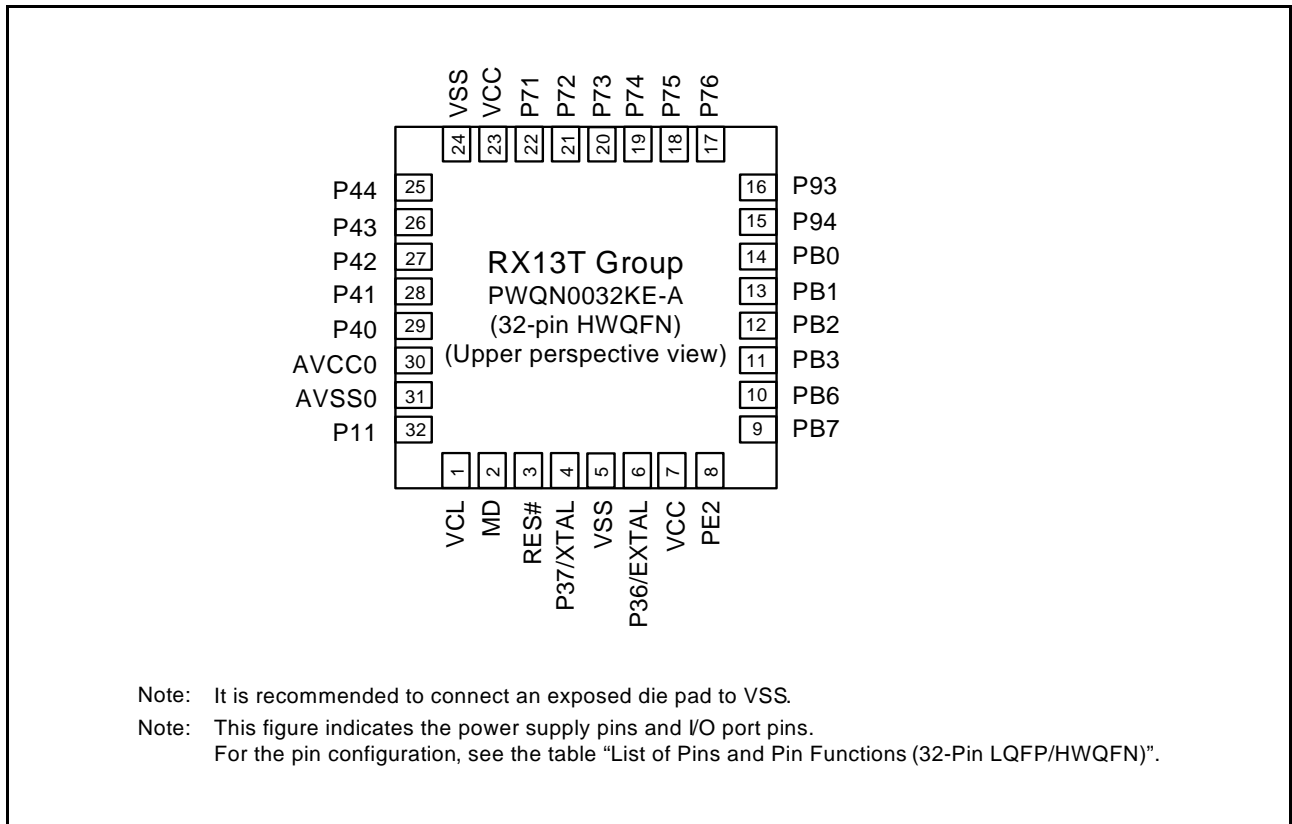 VSS
VCC
P71
P72
P73
P74
P75
P76
24
23
22
21
20
19
18
17
P44 25
P43 26
P42 27
P41 28
P40 29
AVCC0 30
AVSS0 31
P11 32
RX13T Group
PWQN0032KE-A
(32-pin HWQFN)
(Upper perspective view)
16 P93
15 P94
14 PB0
13 PB1
12 PB2
11 PB3
10 PB6
9 PB7
1
2
3
4
5
6
7
8
VCL
MD
RES#
P37/XTAL
VSS
P36/EXTAL
VCC
PE2
Note: It is recommended to connect an exposed die pad to VSS.
Note: This figure indicates the power supply pins and I/O port pins.
For the pin configuration, see the table “List of Pins and Pin Functions (32-Pin LQFP/HWQFN)”.